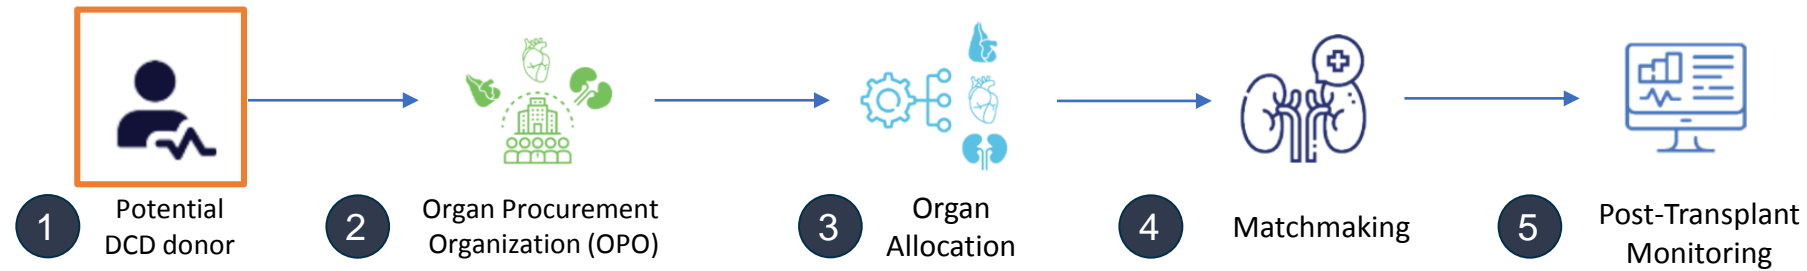 1
Potential
DCD donor
2
Organ Procurement
Organization (OPO)
3
Organ
Allocation
4
Matchmaking
5
Post-Transplant
Monitoring